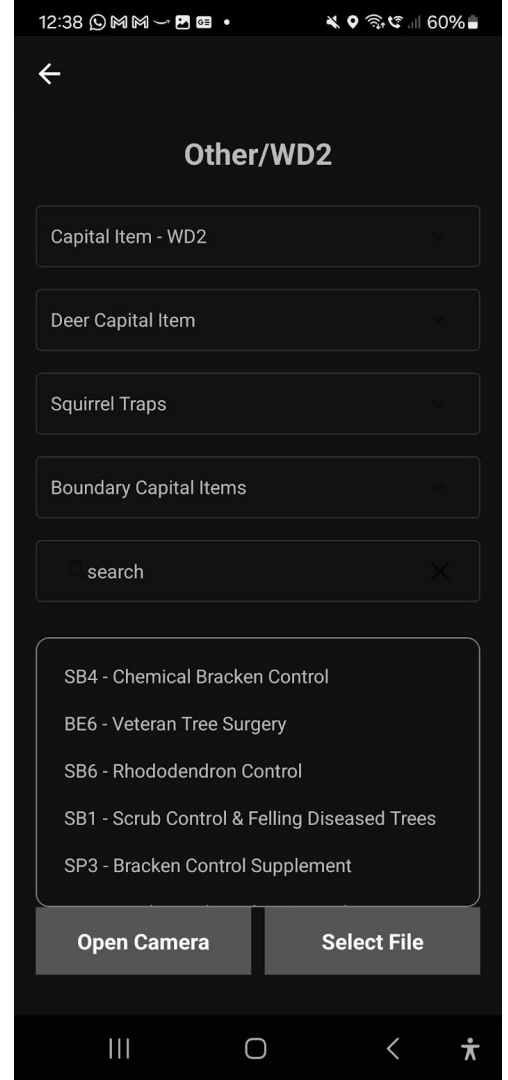 12:38 60%
Other/WD2
Capital Item - WD2
Deer Capital Item
Squirrel Traps
Boundary Capital Items
search
SB4 - Chemical Bracken Control
BE6 - Veteran Tree Surgery
SB6 - Rhododendron Control
SB1 - Scrub Control & Felling Diseased Trees
SP3 - Bracken Control Supplement
Open Camera Select File